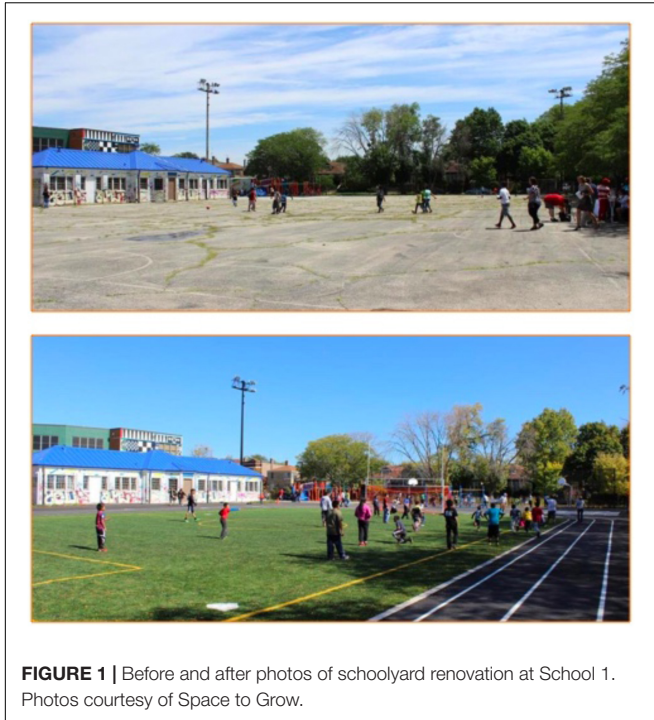 FIGURE 1 | Before and after photos of schoolyard renovation at School 1.
Photos courtesy of Space to Grow.